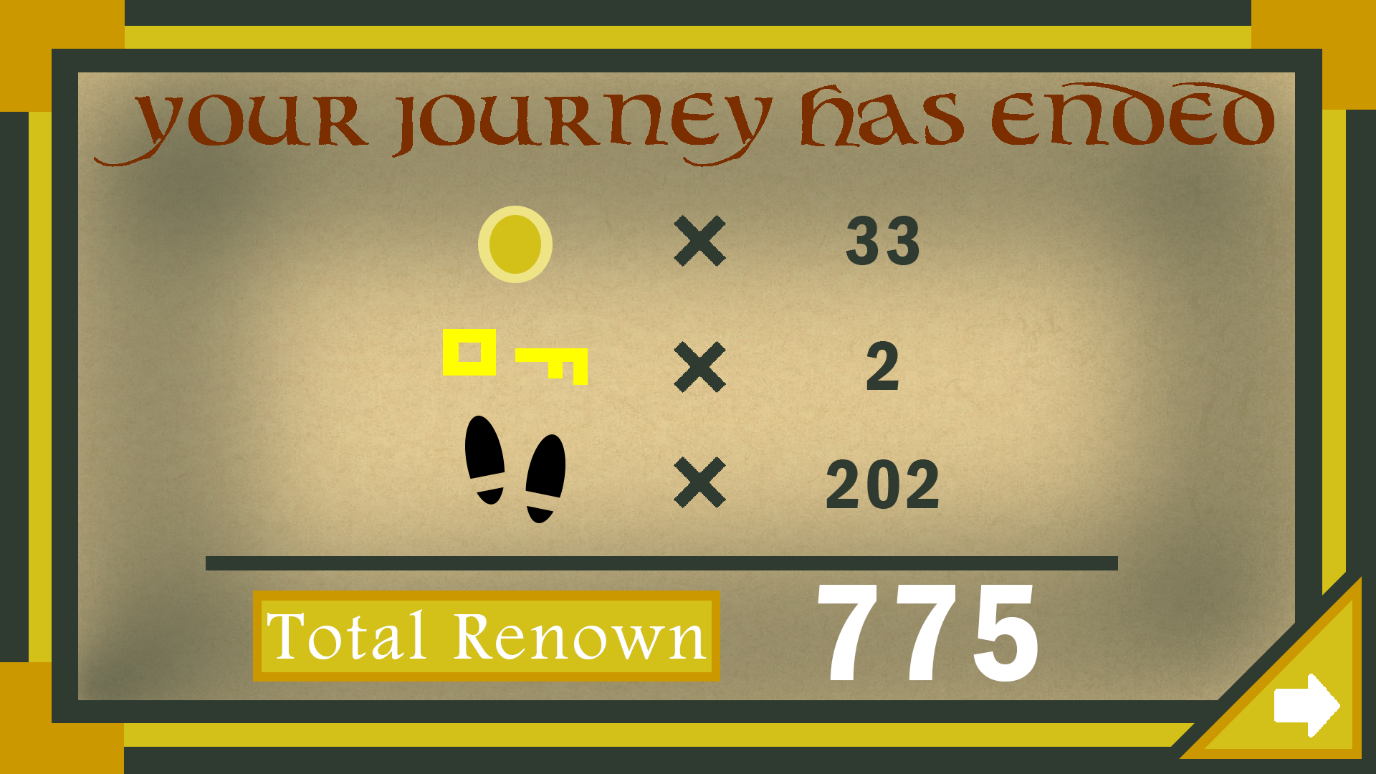 your journey has ended
× 33
× 2
× 202
Total Renown 775